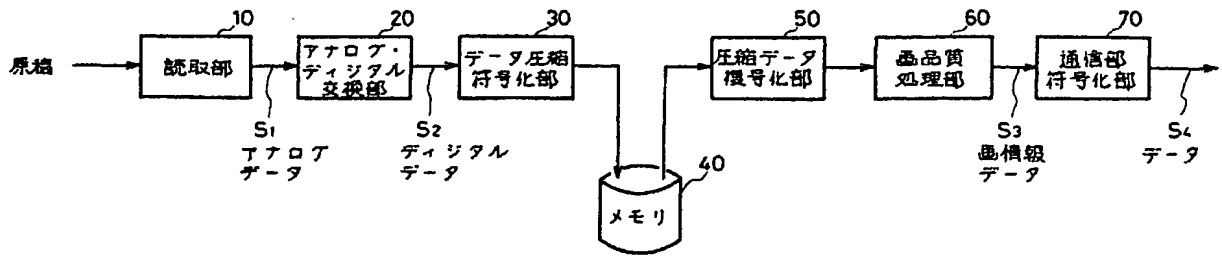 原稿
10
読取部
S1
アナログ
データ
20
アナログ・
ディジタル
交換部
S2
ディジタル
データ
30
データ圧縮
符号化部
40
メモリ
50
圧縮データ
復号化部
60
画品質
処理部
S3
画情報
データ
70
通信部
符号化部
S4
データ